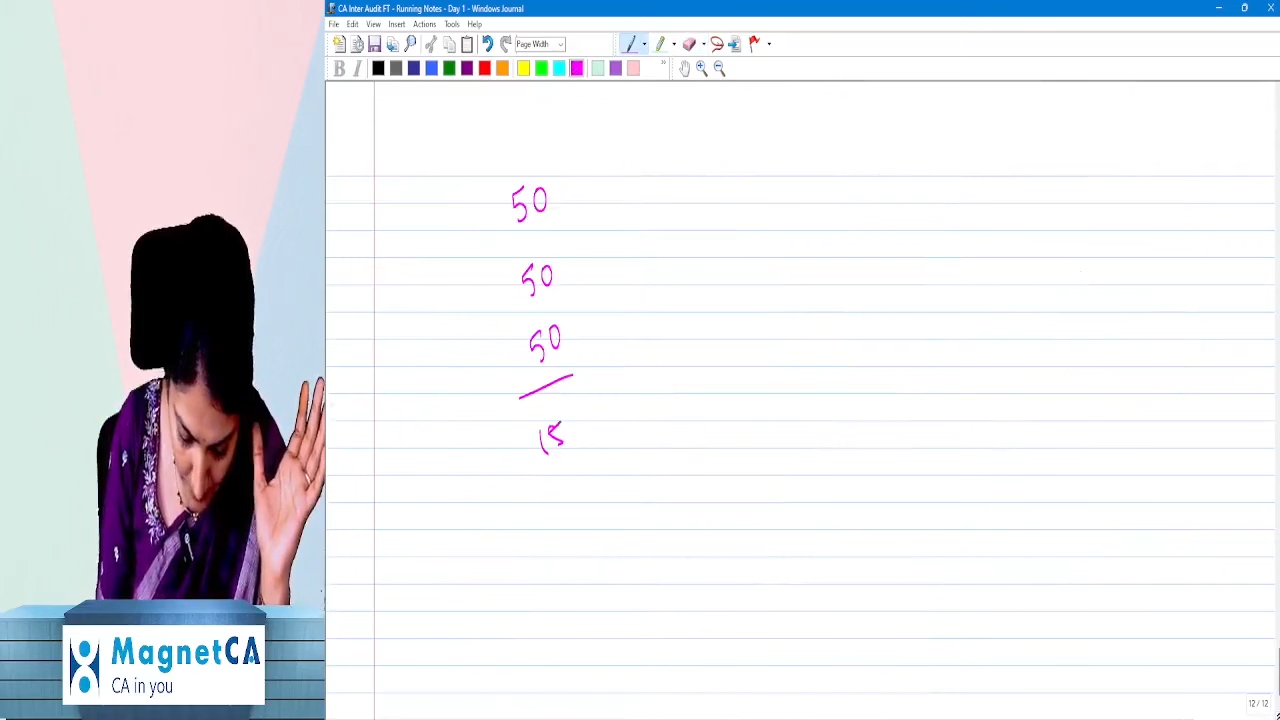 CA Inter Audit FT - Running Notes - Day 1 - Windows Journal
File Edit View Insert Actions Tools Help
Page Width
B I
»
50
50
50
15
MagnetCA
CA in you
12 / 12